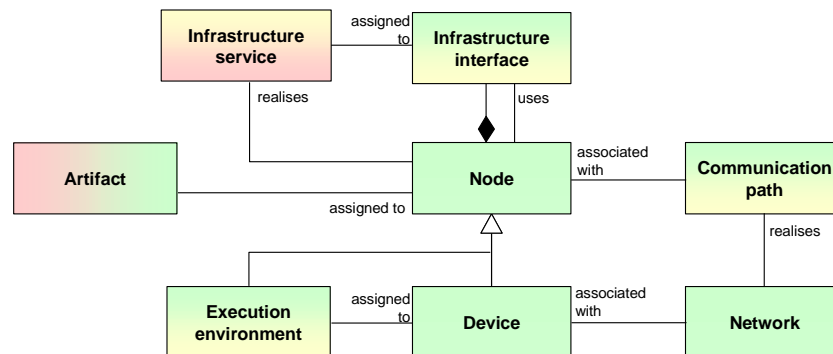 Infrastructure
service
assigned
to
Infrastructure
interface
realises
uses
Artifact
assigned to
Node
associated
with
Communication
path
realises
Execution
environment
assigned
to
Device
associated
with
Network